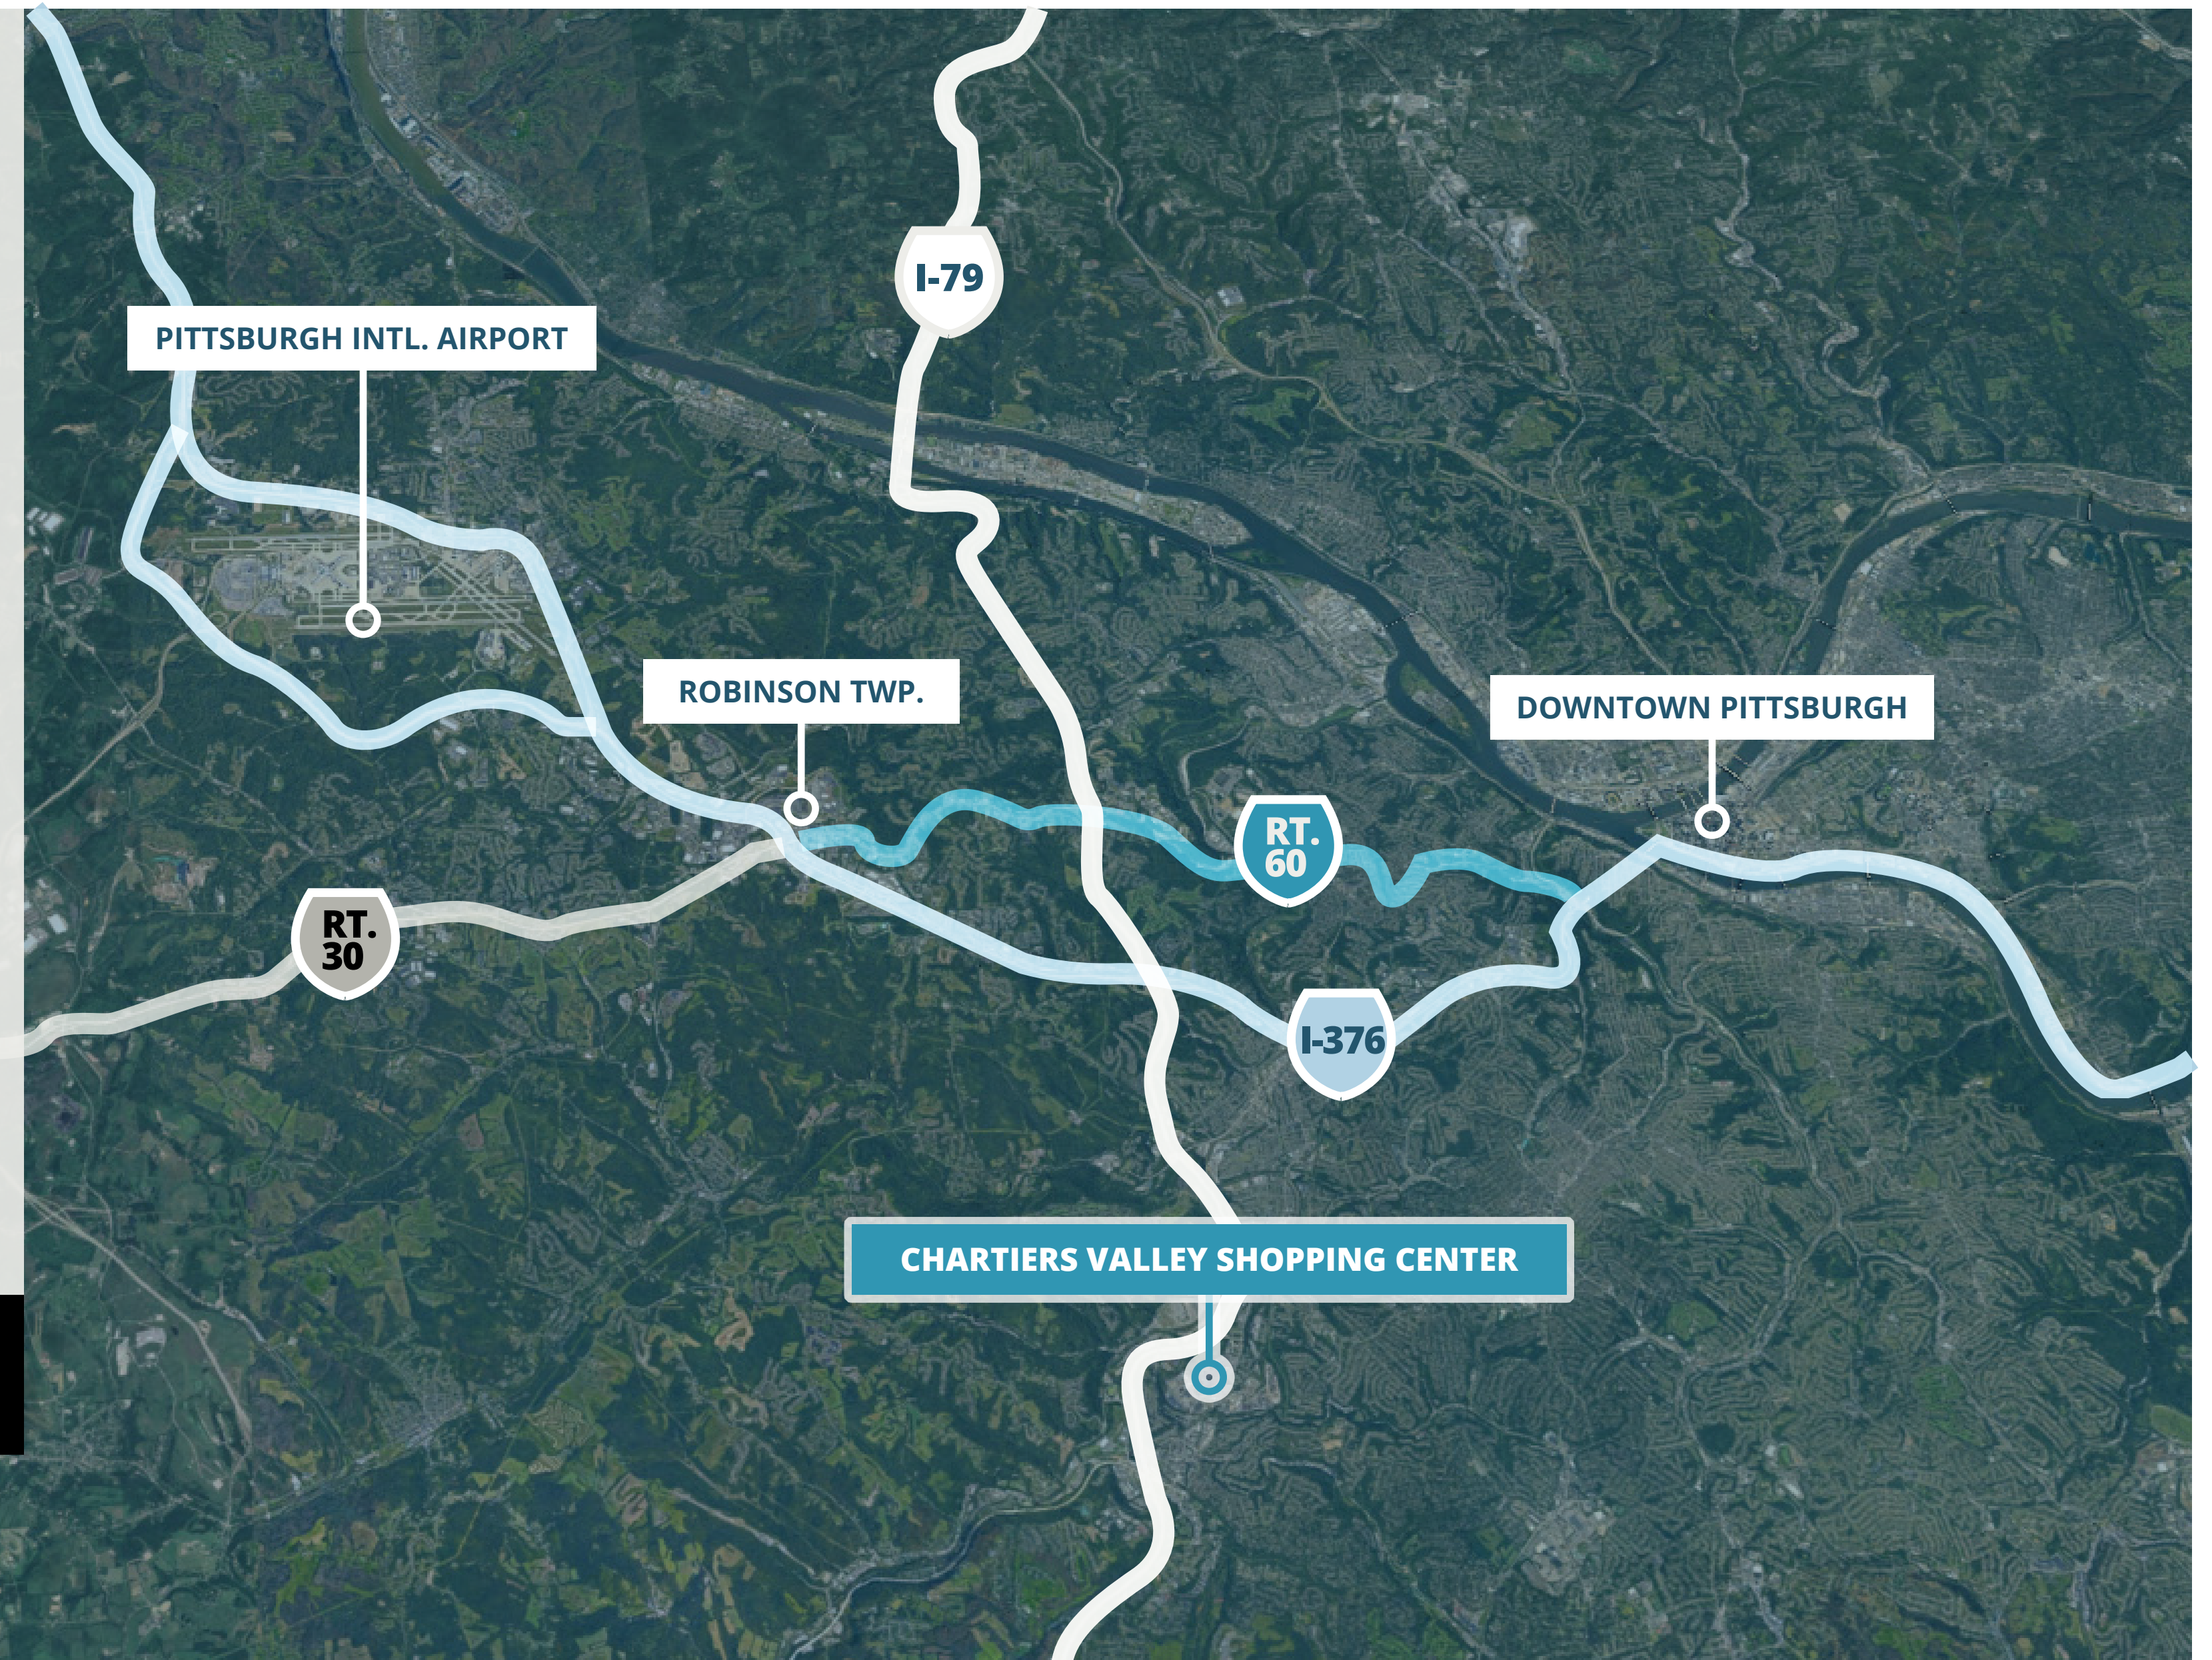 I-79
PITTSBURGH INTL. AIRPORT
ROBINSON TWP.
DOWNTOWN PITTSBURGH
RT.
60
RT.
30
I-376
CHARTIERS VALLEY SHOPPING CENTER